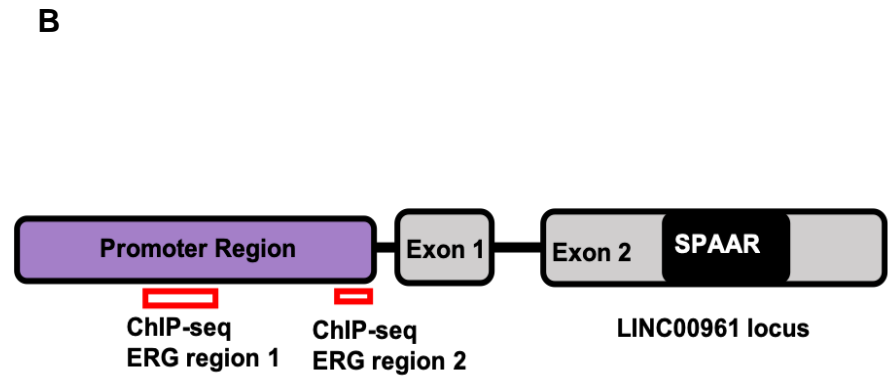 B
Promoter Region
Exon 1
Exon 2
SPAAR
ChIP-seq
ERG region 1
ChIP-seq
ERG region 2
LINC00961 locus